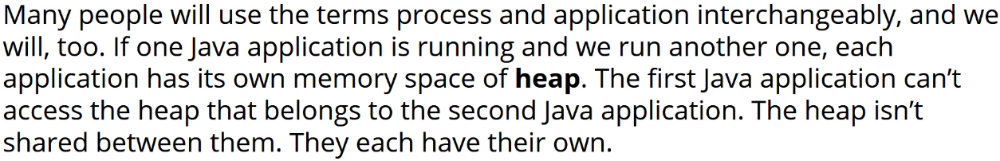 Many people will use the terms process and application interchangeably, and we
will, too. If one Java application is running and we run another one, each
application has its own memory space of heap. The first Java application can’t
access the heap that belongs to the second Java application. The heap isn’t
shared between them. They each have their own.